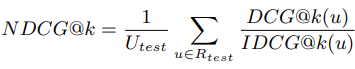 NDCG@k = \frac{1}{U_{test}} \sum_{u \in R_{test}} \frac{DCG@k(u)}{IDCG@k(u)}